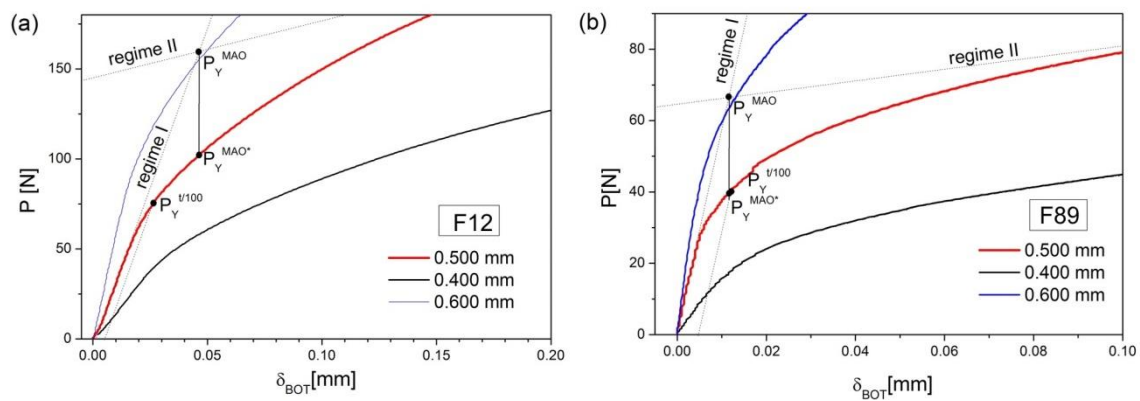 (a)
regime II
regime I
P_Y^MAO
P_Y^MAO*
P_Y^t/100
F12
0.500 mm
0.400 mm
0.600 mm
P[N]
150
100
50
0
0.00 0.05 0.10 0.15 0.20
δ_BOT[mm]
(b)
regime I
regime II
P_Y^MAO
P_Y^t/100
P_Y^MAO*
F89
0.500 mm
0.400 mm
0.600 mm
P[N]
80
60
40
20
0
0.00 0.02 0.04 0.06 0.08 0.10
δ_BOT[mm]